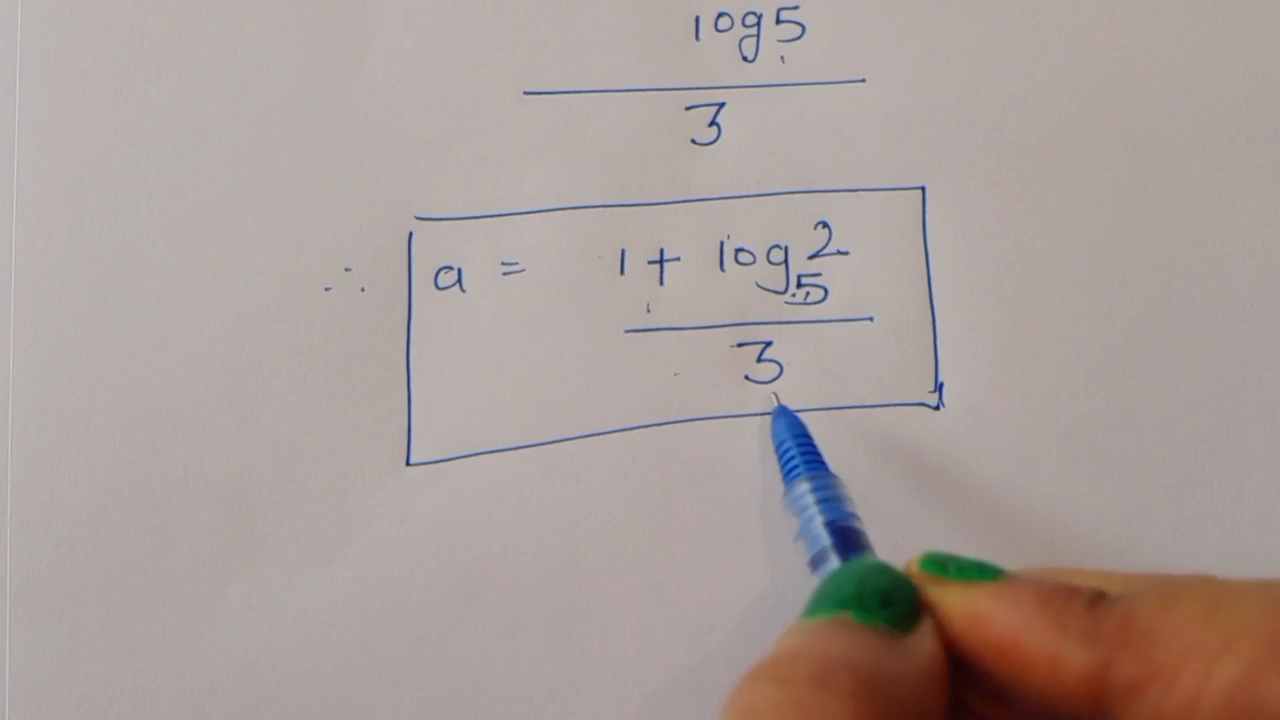 log5
3
∴ a = 1 + log₅2
3